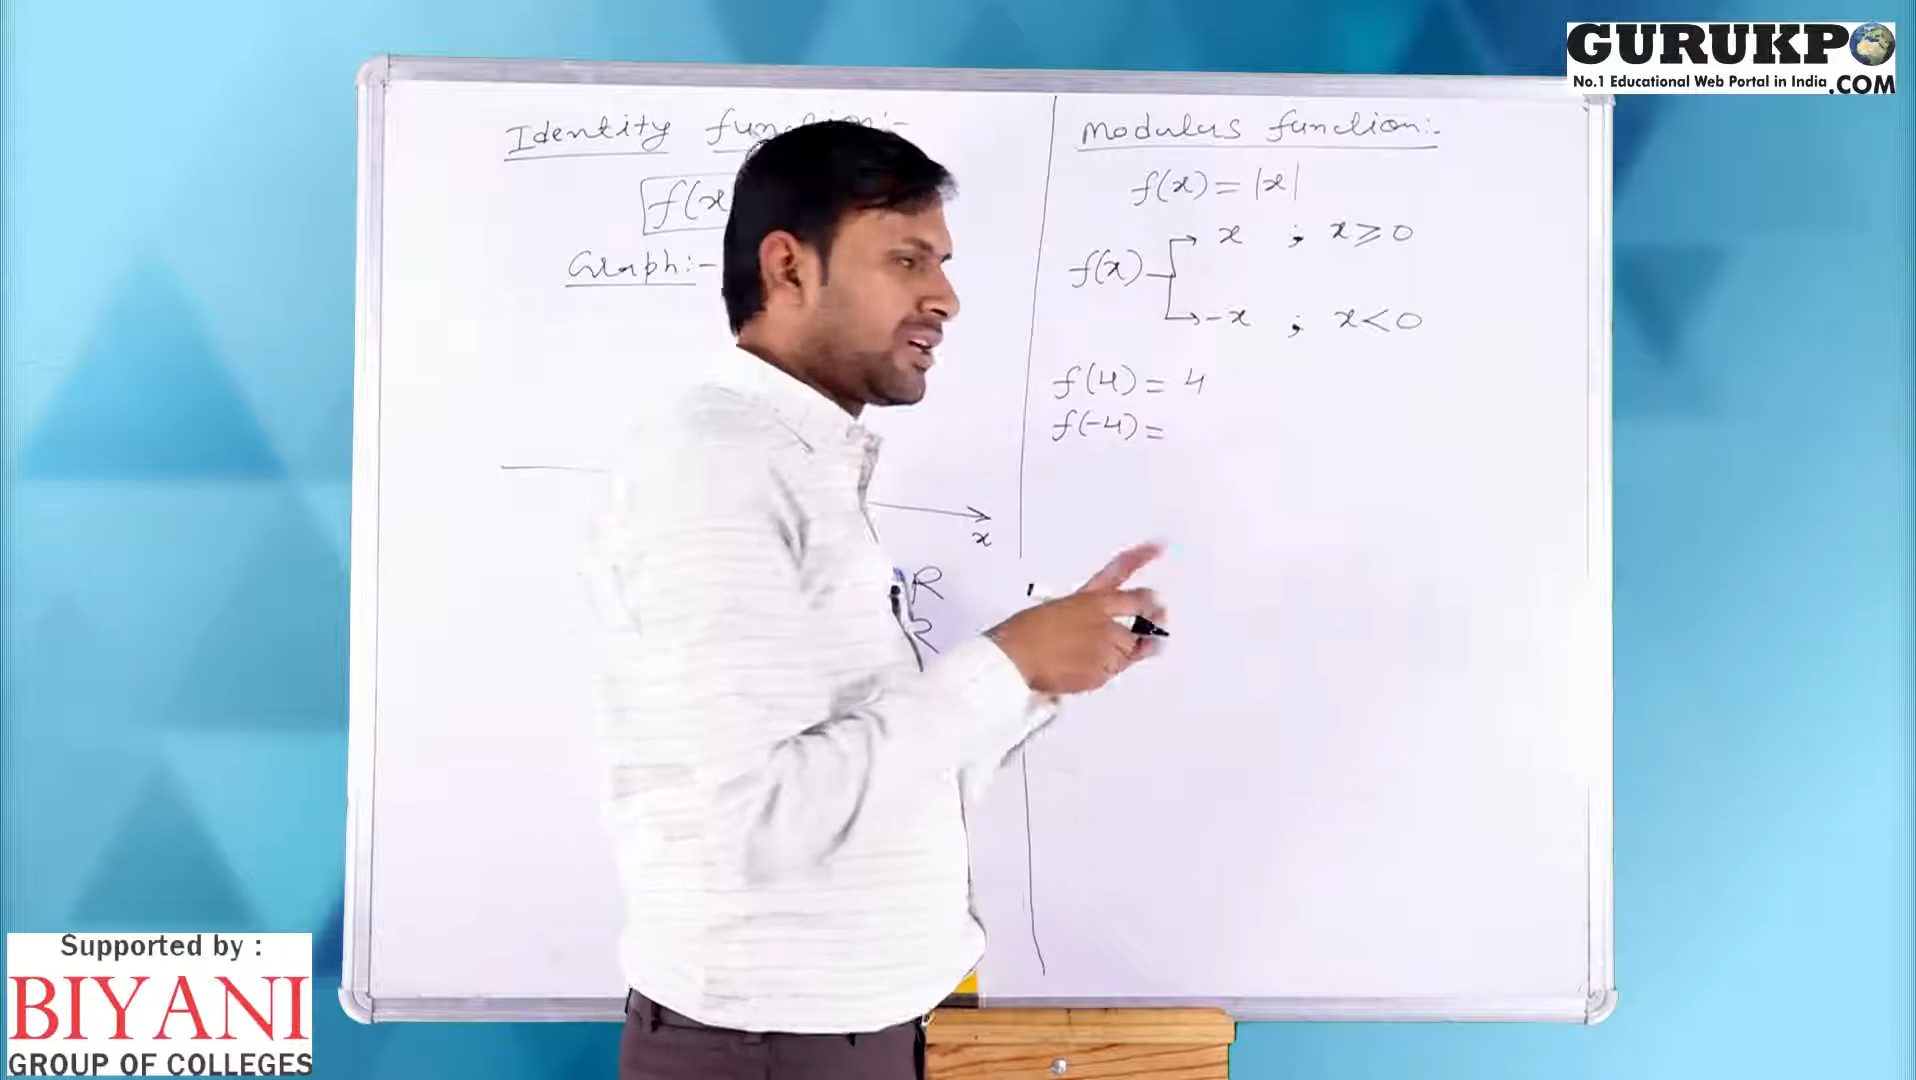 GURUKPO
No.1 Educational Web Portal in India .COM
Identity function:-
f(x
Graph:-
x
R
R
Modulus function:-
f(x) = |x|
x ; x ≥ 0
f(x)
-x ; x < 0
f(4) = 4
f(-4) =
Supported by :
BIYANI
GROUP OF COLLEGES